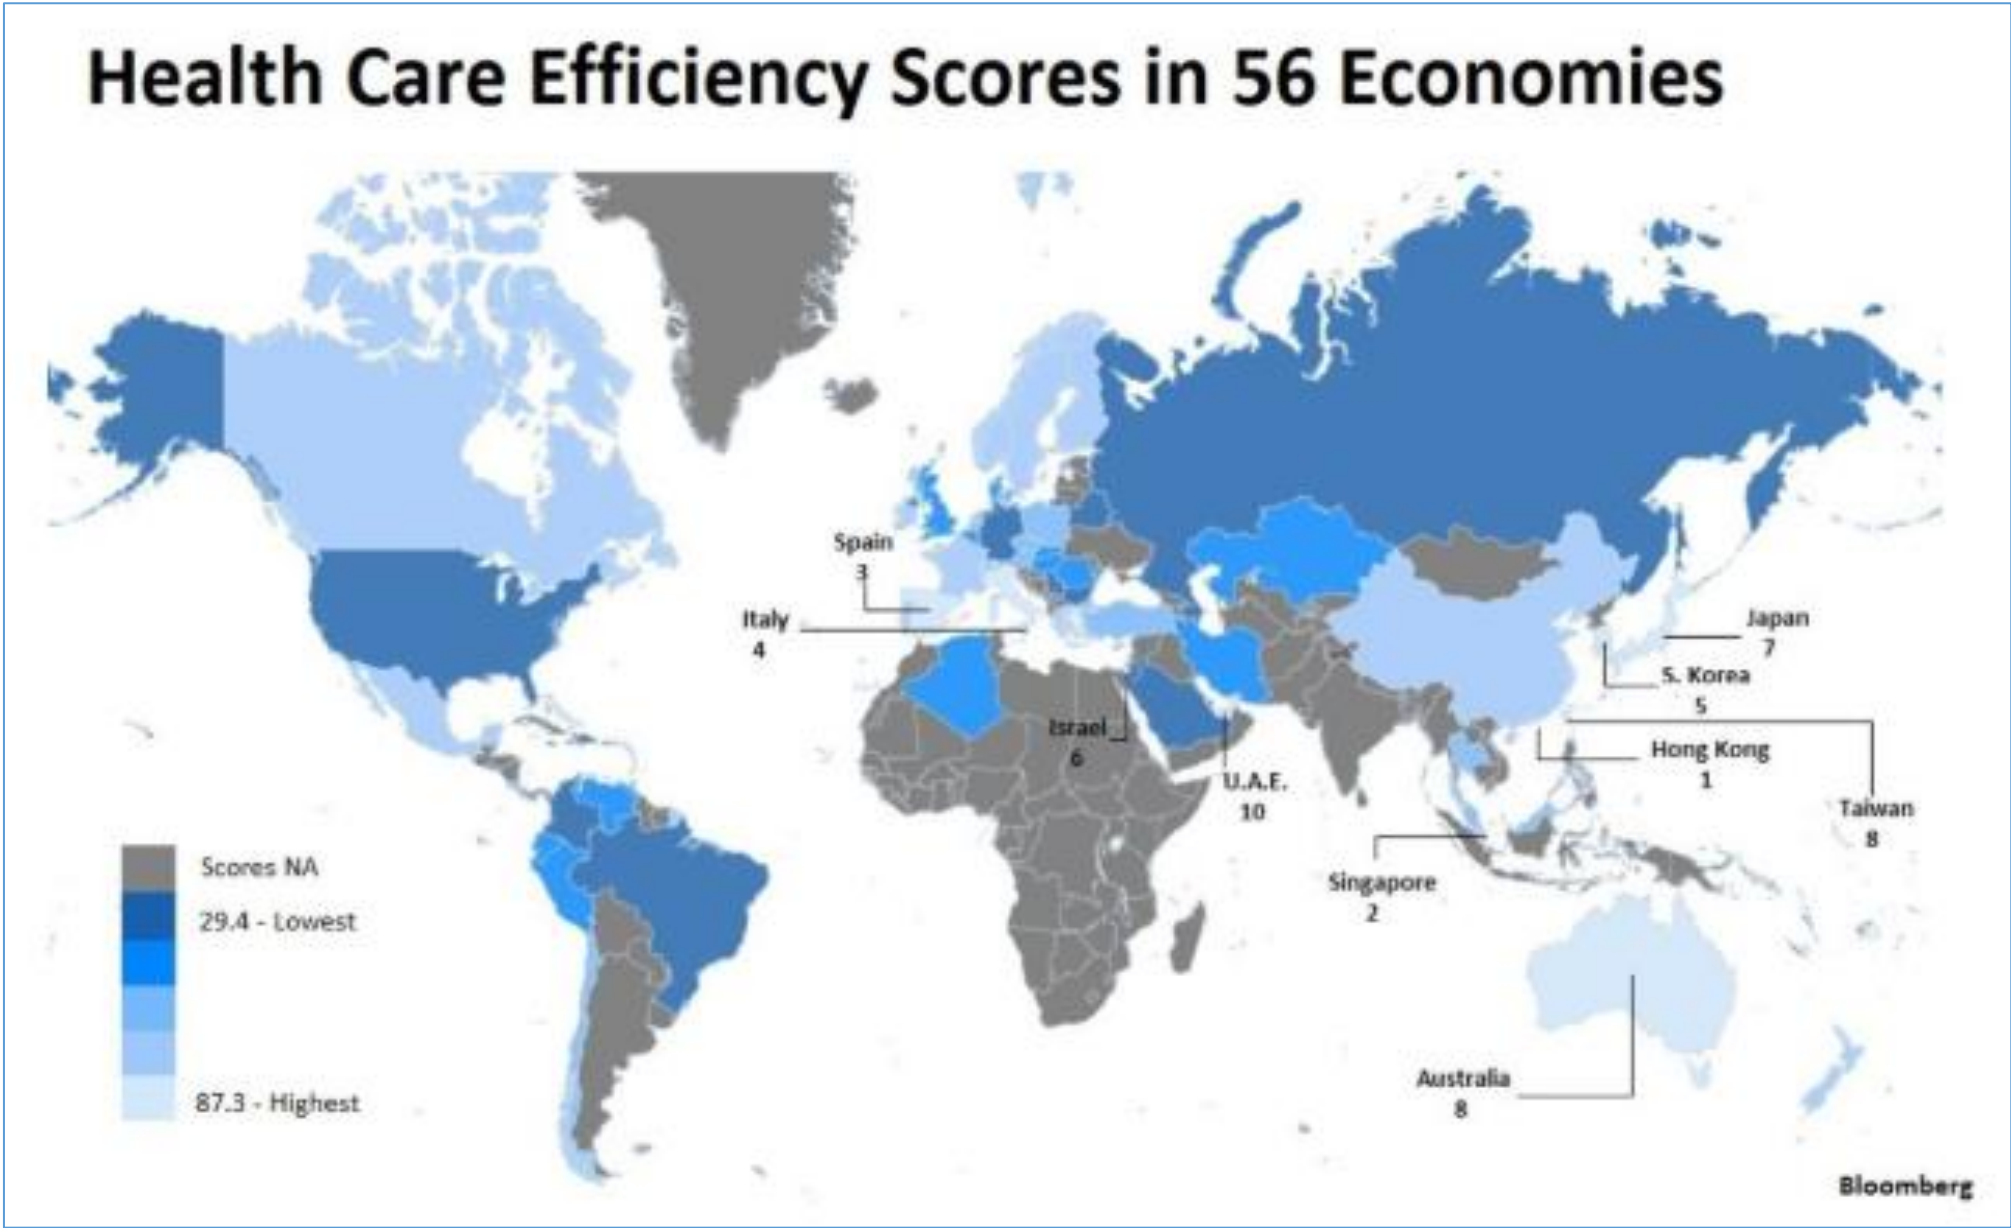 Health Care Efficiency Scores in 56 Economies
Spain
3
Italy
4
Japan
7
S. Korea
5
Israel
6
Hong Kong
1
U.A.E.
10
Taiwan
8
Singapore
2
Scores NA
29.4 - Lowest
87.3 - Highest
Australia
8
Bloomberg